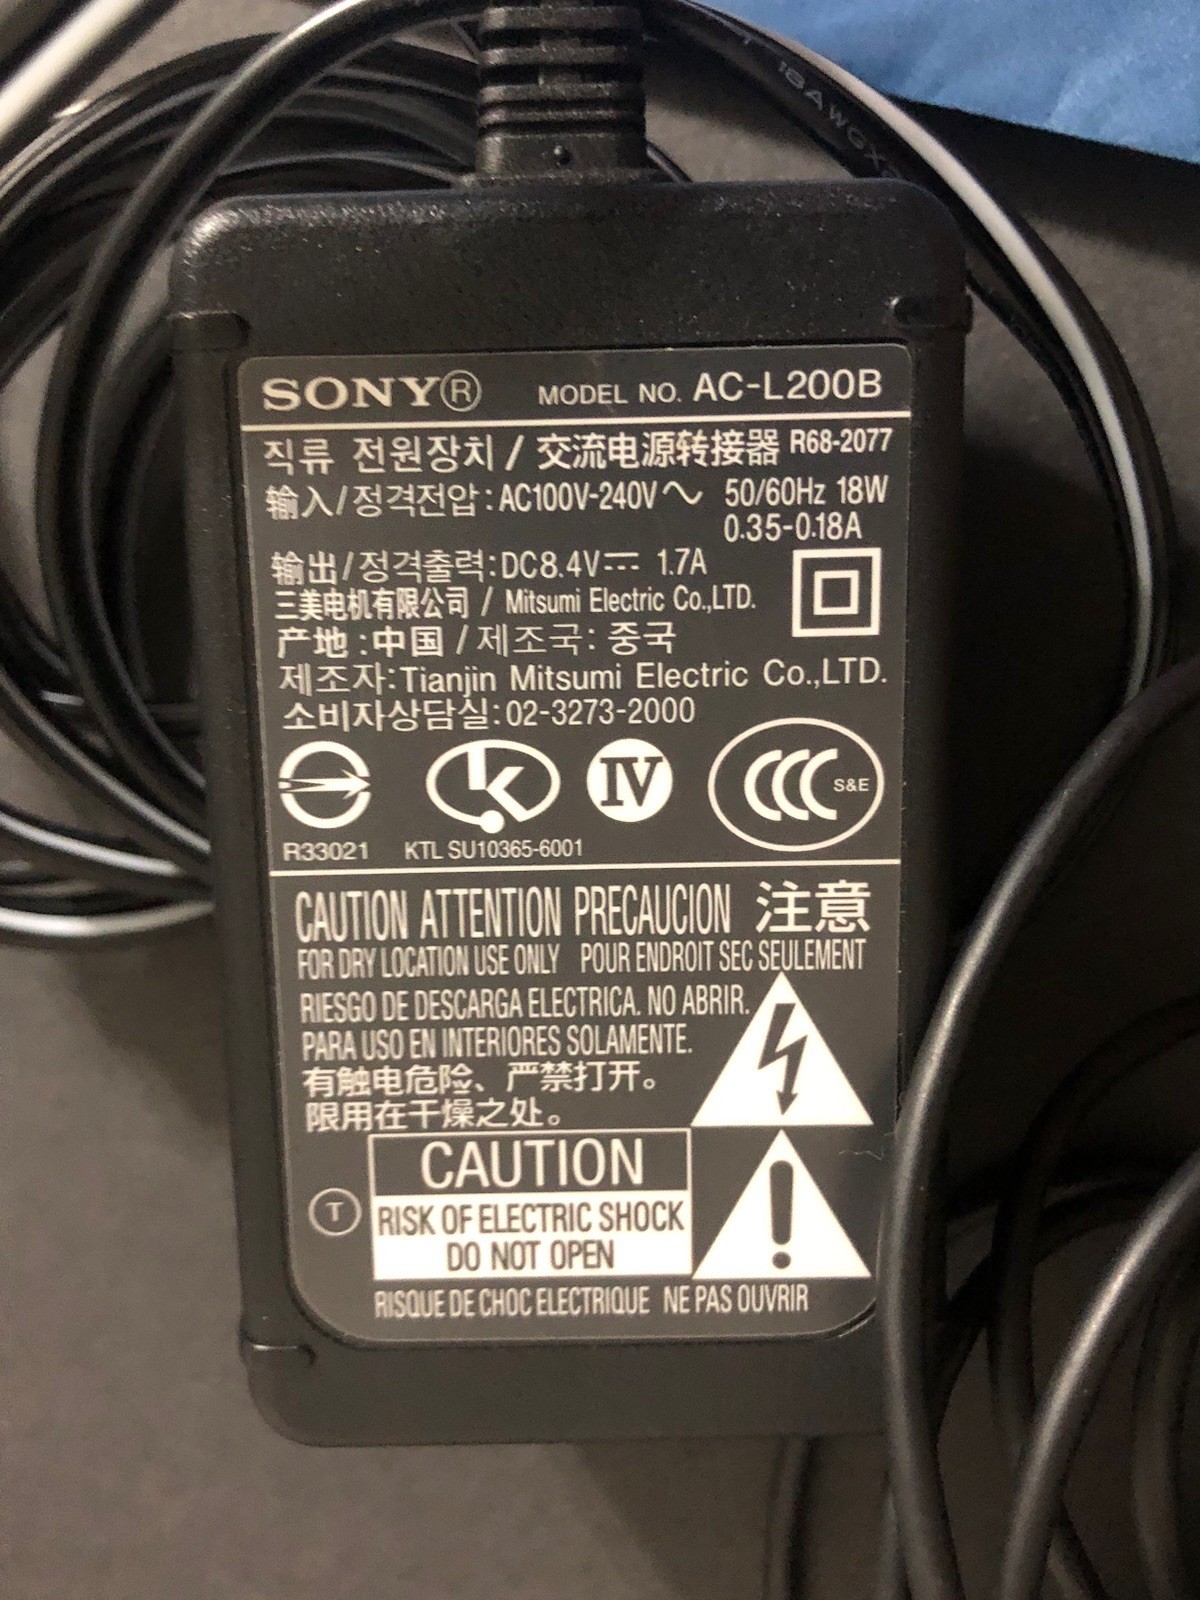 18AWGX
SONY® MODEL NO. AC-L200B
직류 전원장치 / 交流电源转接器 R68-2077
输入/정격전압:AC100V-240V～ 50/60Hz 18W
0.35-0.18A
输出/정격출력:DC8.4V⎓ 1.7A
三美电机有限公司 / Mitsumi Electric Co.,LTD.
产地:中国 / 제조국: 중국
제조자:Tianjin Mitsumi Electric Co.,LTD.
소비자상담실:02-3273-2000
IV CCC S&E
R33021 KTL SU10365-6001
CAUTION ATTENTION PRECAUCION 注意
FOR DRY LOCATION USE ONLY POUR ENDROIT SEC SEULEMENT
RIESGO DE DESCARGA ELECTRICA. NO ABRIR.
PARA USO EN INTERIORES SOLAMENTE.
有触电危险、严禁打开。
限用在干燥之处。
CAUTION
T RISK OF ELECTRIC SHOCK
DO NOT OPEN
RISQUE DE CHOC ELECTRIQUE NE PAS OUVRIR